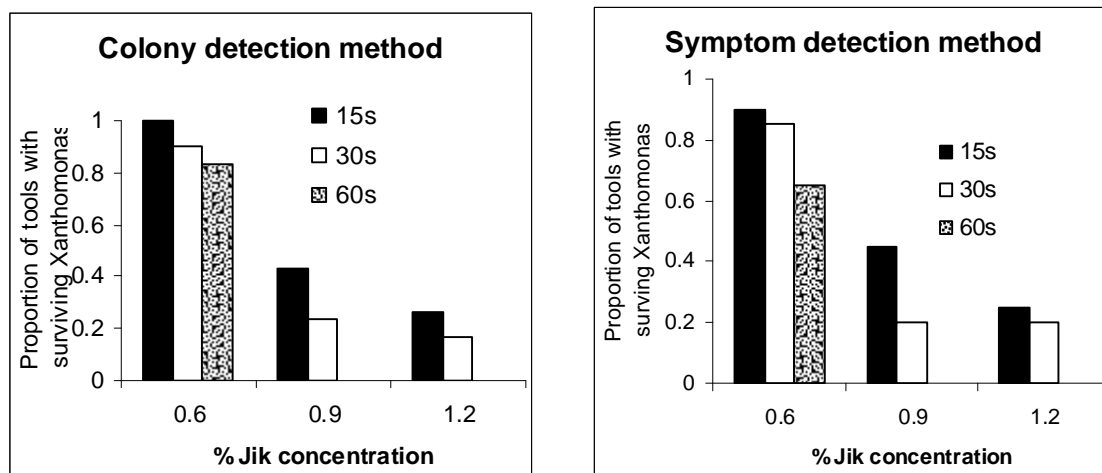 Colony detection method
Proportion of tools with
surviving Xanthomonas
1
0.8
0.6
0.4
0.2
0
15s
30s
60s
0.6
0.9
1.2
% Jik concentration
Symptom detection method
Proportion of tools with
surving Xanthomonas
1
0.8
0.6
0.4
0.2
0
15s
30s
60s
0.6
0.9
1.2
% Jik concentration